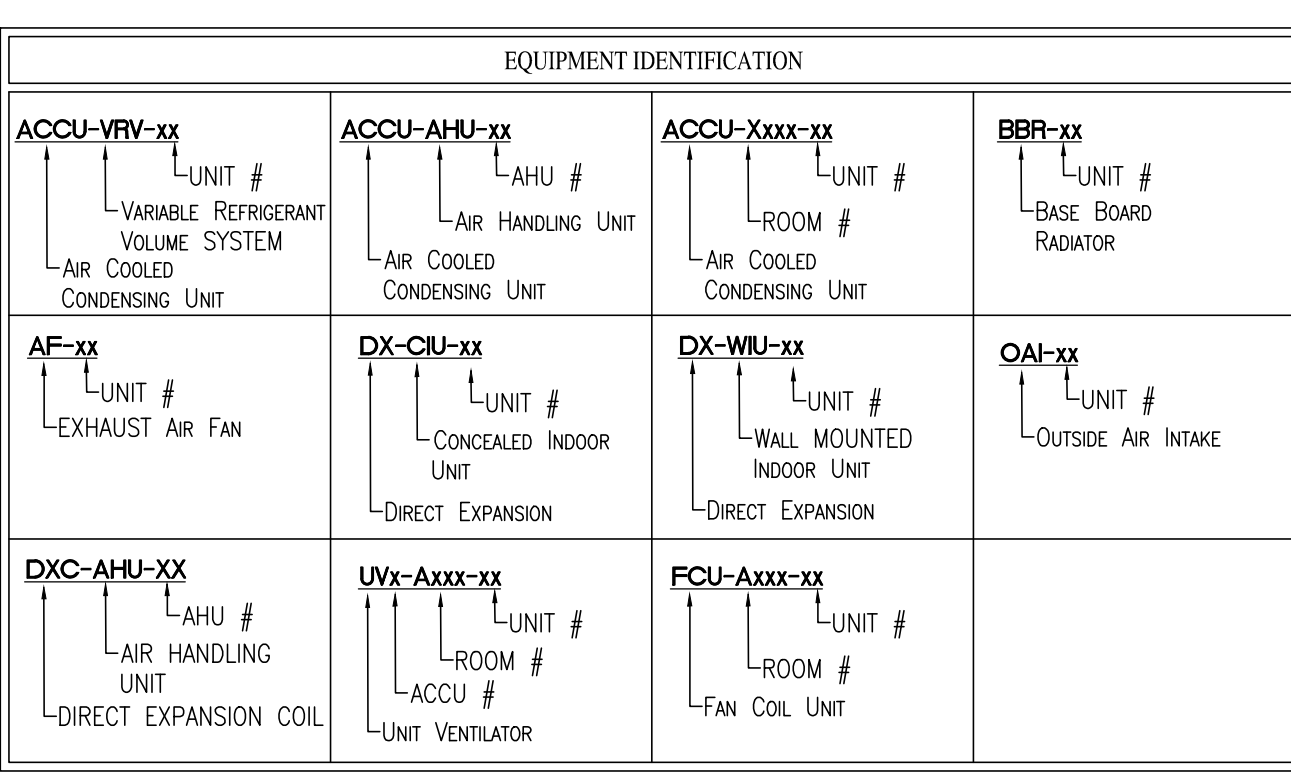 EQUIPMENT IDENTIFICATION
ACCU-VRV-xx
UNIT #
VARIABLE REFRIGERANT
VOLUME SYSTEM
AIR COOLED
CONDENSING UNIT
ACCU-AHU-xx
AHU #
AIR HANDLING UNIT
AIR COOLED
CONDENSING UNIT
ACCU-Xxxx-xx
UNIT #
ROOM #
AIR COOLED
CONDENSING UNIT
BBR-xx
UNIT #
BASE BOARD
RADIATOR
AF-xx
UNIT #
EXHAUST AIR FAN
DX-CIU-xx
UNIT #
CONCEALED INDOOR
UNIT
DIRECT EXPANSION
DX-WIU-xx
UNIT #
WALL MOUNTED
INDOOR UNIT
DIRECT EXPANSION
OAI-xx
UNIT #
OUTSIDE AIR INTAKE
DXC-AHU-XX
AHU #
AIR HANDLING
UNIT
DIRECT EXPANSION COIL
UVx-Axxx-xx
UNIT #
ROOM #
ACCU #
UNIT VENTILATOR
FCU-Axxx-xx
UNIT #
ROOM #
FAN COIL UNIT